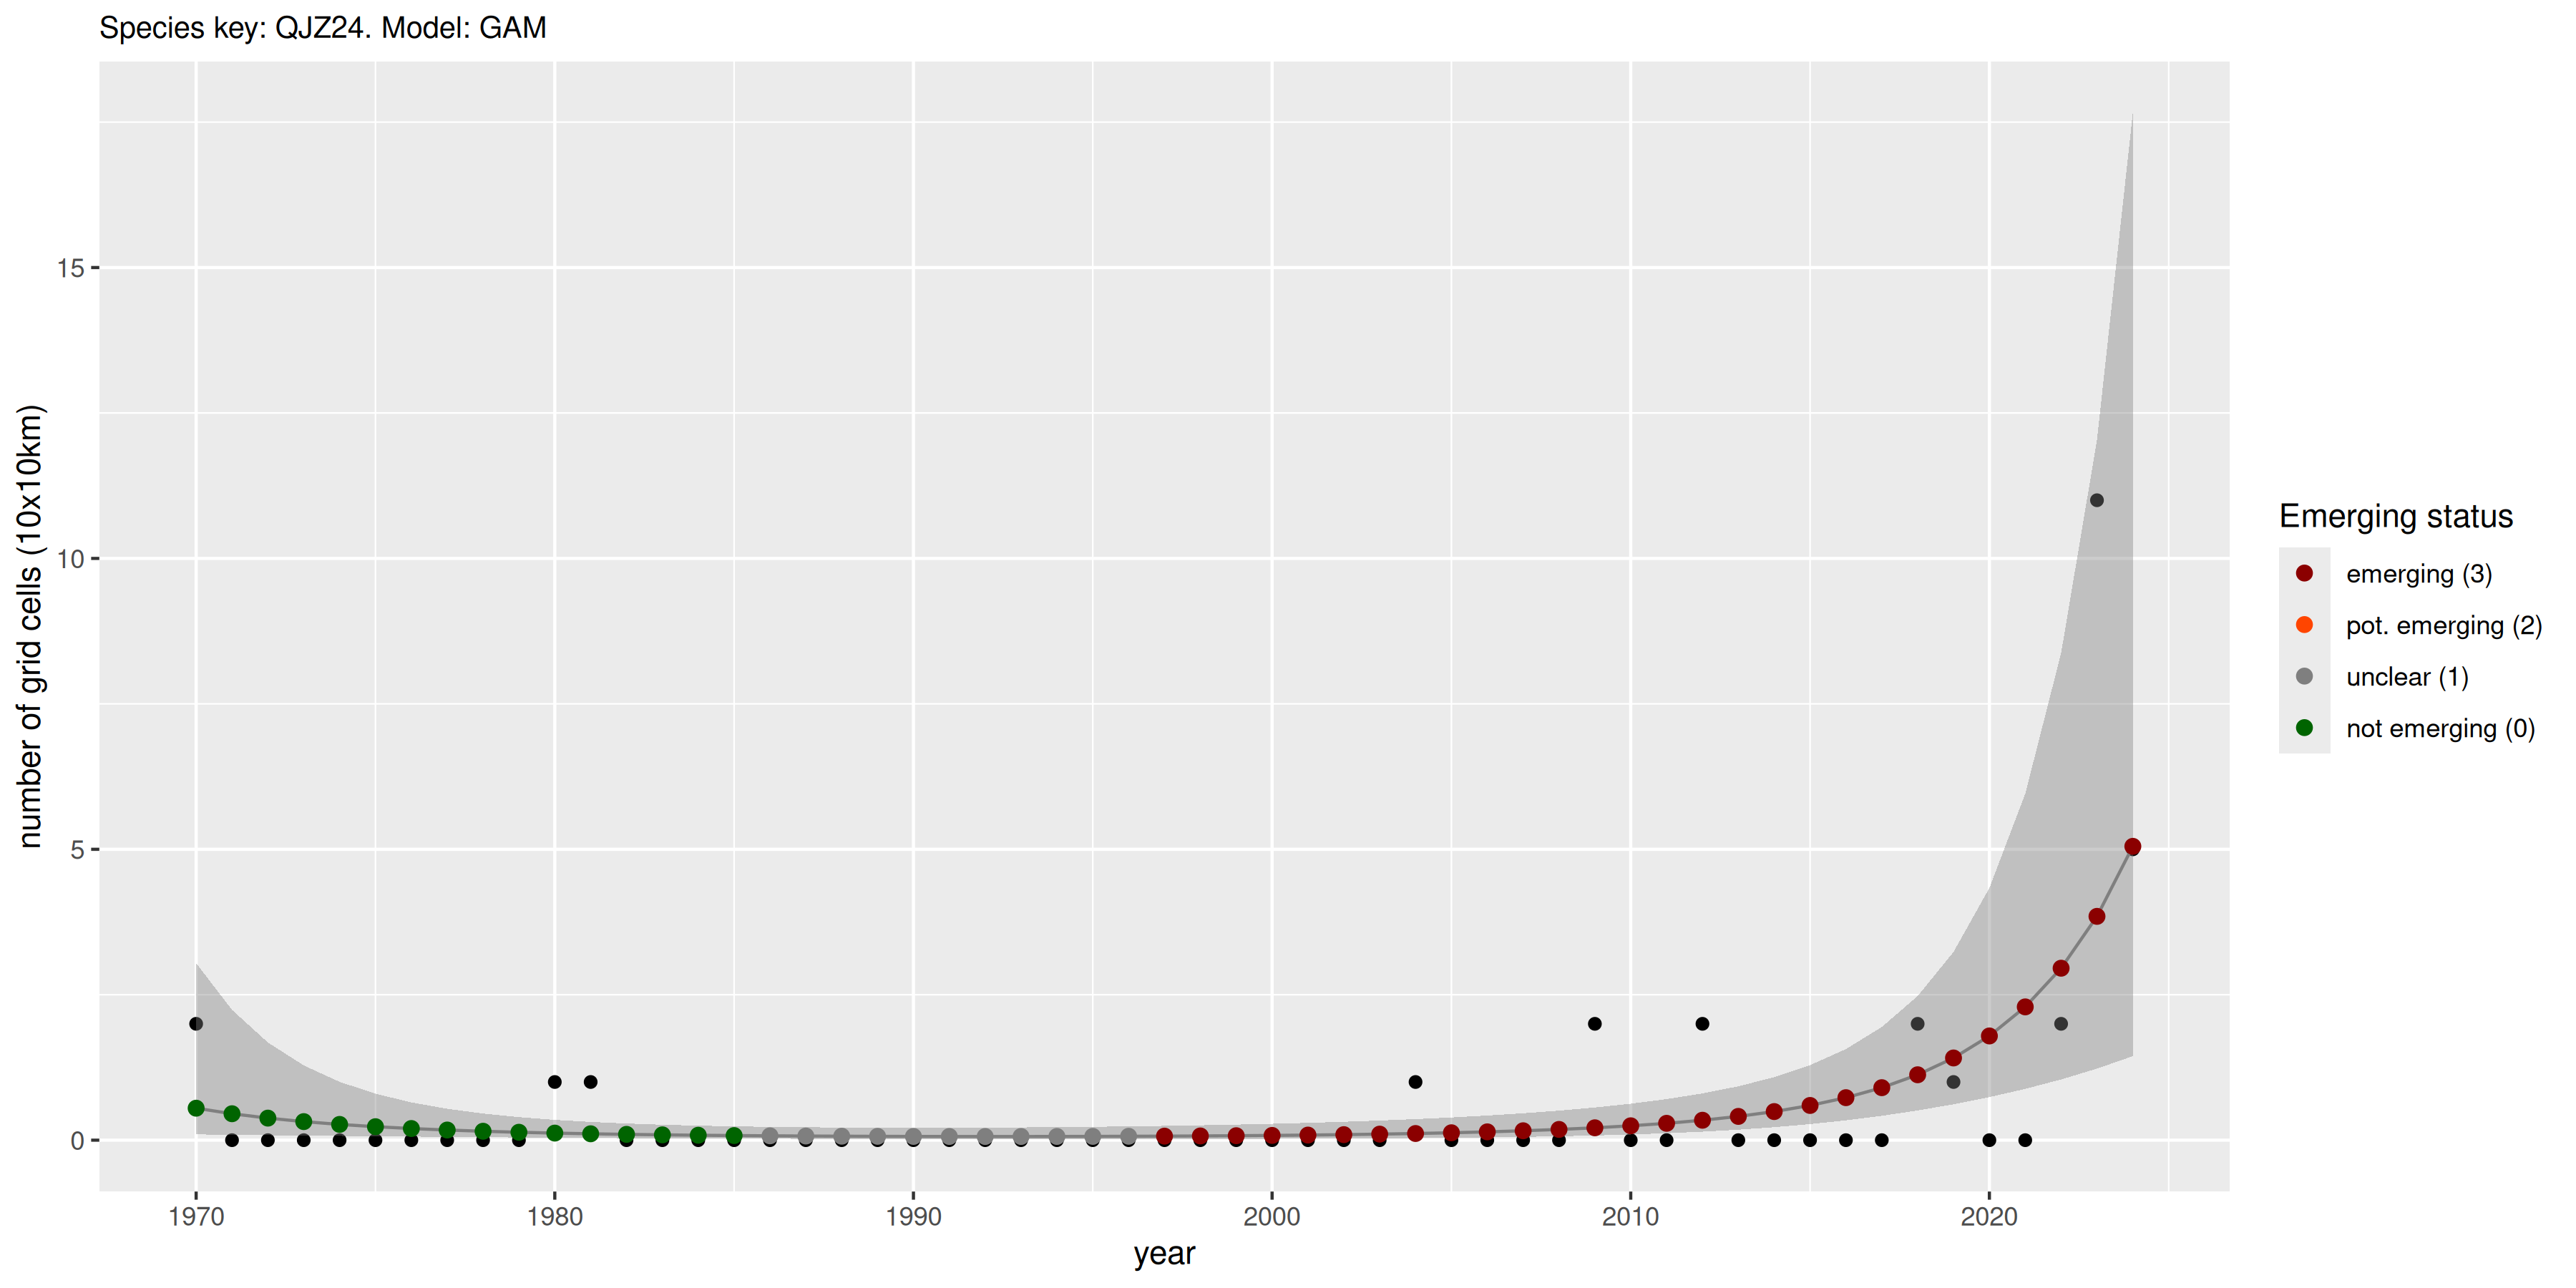 Species key: QJZ24. Model: GAM
number of grid cells (10x10km)
15
10
5
0
1970 1980 1990 2000 2010 2020
year
Emerging status
emerging (3)
pot. emerging (2)
unclear (1)
not emerging (0)